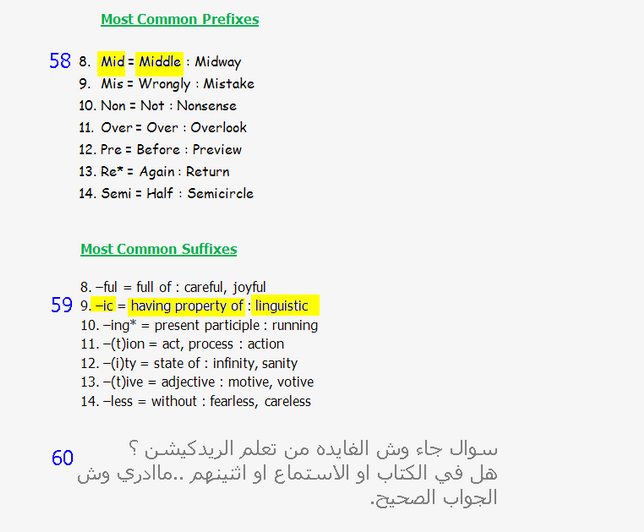 Most Common Prefixes
58 8. Mid = Middle : Midway
9. Mis = Wrongly : Mistake
10. Non = Not : Nonsense
11. Over = Over : Overlook
12. Pre = Before : Preview
13. Re* = Again : Return
14. Semi = Half : Semicircle
Most Common Suffixes
8. –ful = full of : careful, joyful
59 9. –ic = having property of : linguistic
10. –ing* = present participle : running
11. –(t)ion = act, process : action
12. –(i)ty = state of : infinity, sanity
13. –(t)ive = adjective : motive, votive
14. –less = without : fearless, careless
سوال جاء وش الفايده من تعلم الريدكيشن ؟
60 هل في الكتاب او الاستماع او اثنينهم ..ماادري وش
الجواب الصحيح.